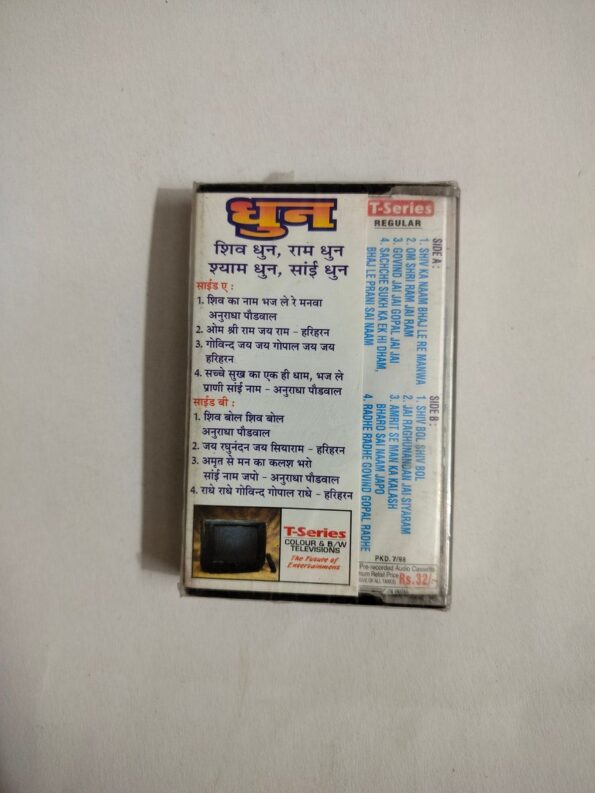 धुन
शिव धुन, राम धुन
श्याम धुन, सांई धुन
साईड ए :
1. शिव का नाम भज ले रे मनवा
अनुराधा पौडवाल
2. ओम श्री राम जय राम - हरिहरन
3. गोविन्द जय जय गोपाल जय जय
हरिहरन
4. सच्चे सुख का एक ही धाम, भज ले
प्राणी सांई नाम - अनुराधा पौडवाल
साईड बी :
1. शिव बोल शिव बोल
अनुराधा पौडवाल
2. जय रघुनंदन जय सियाराम - हरिहरन
3. अमृत से मन का कलश भरो
सांई नाम जपो - अनुराधा पौडवाल
4. राधे राधे गोविन्द गोपाल राधे - हरिहरन
T-Series
COLOUR & B/W
TELEVISIONS
The Future of
Entertainment
T-Series
REGULAR
SIDE A :
1. SHIV KA NAAM BHAJ LE RE MANWA
2. OM SHRI RAM JAI RAM
3. GOVIND JAI JAI GOPAL JAI JAI
4. SACHCHE SUKH KA EK HI DHAM,
BHAJ LE PRANI SAI NAAM
SIDE B :
1. SHIV BOL SHIV BOL
2. JAI RAGHUNANDAN JAI SIYARAM
3. AMRIT SE MAN KA KALASH
BHARO SAI NAAM JAPO
4. RADHE RADHE GOVIND GOPAL RADHE
PKD. 7/98
Pre-recorded Audio Cassette
Retail Price
Rs.32/-